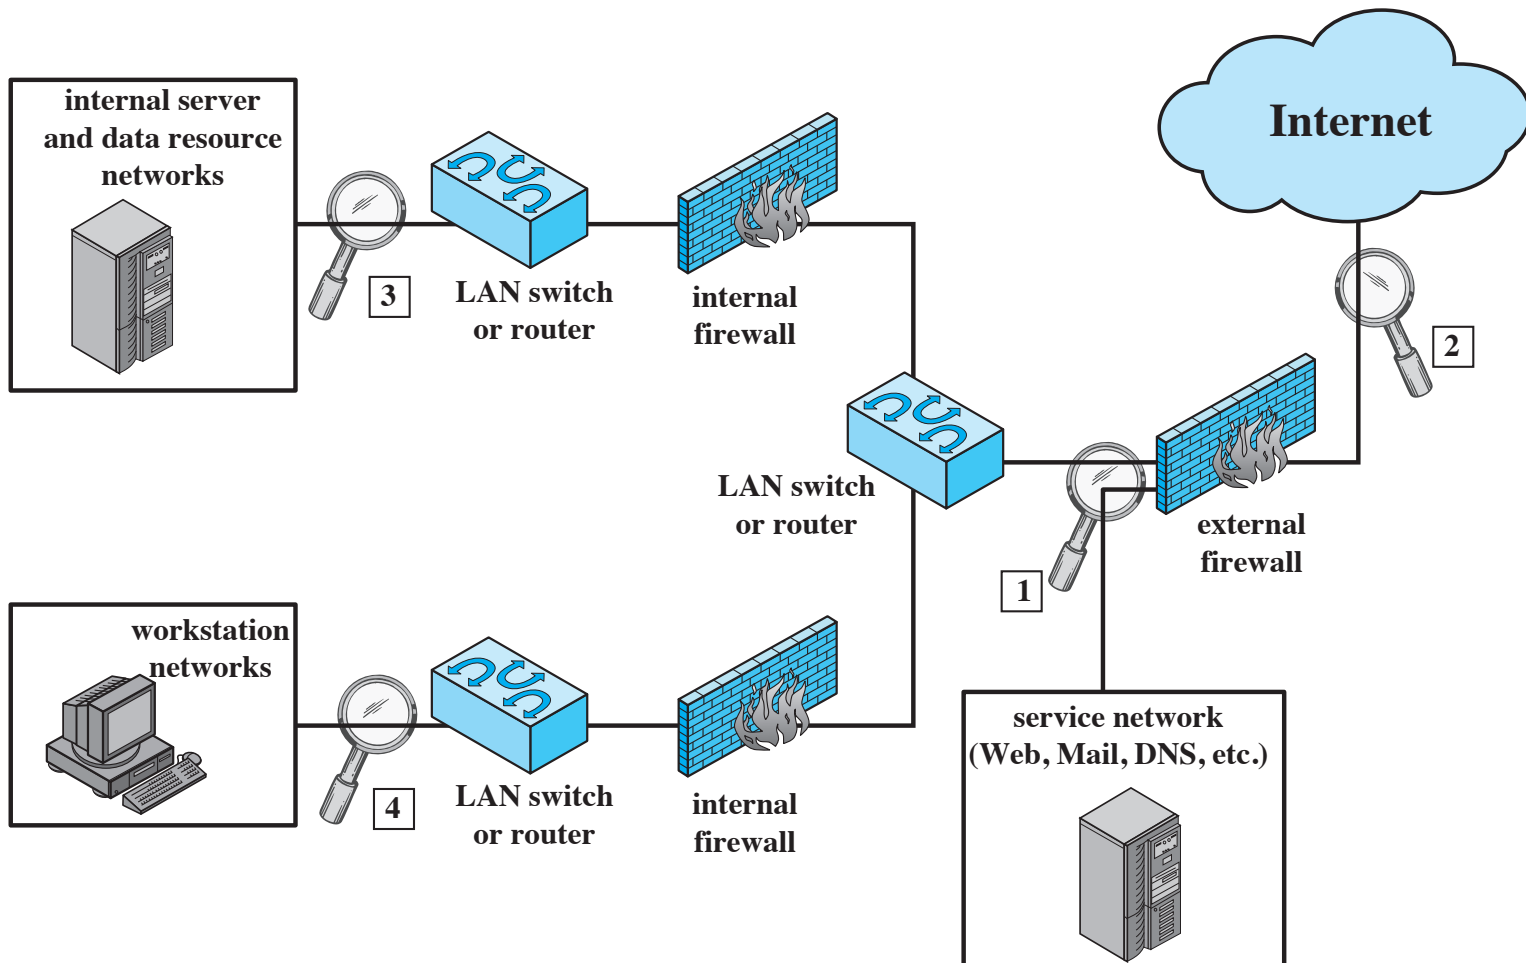 Internet
internal server
and data resource
networks
3
LAN switch
or router
internal
firewall
2
LAN switch
or router
1
external
firewall
workstation
networks
4
LAN switch
or router
internal
firewall
service network
(Web, Mail, DNS, etc.)